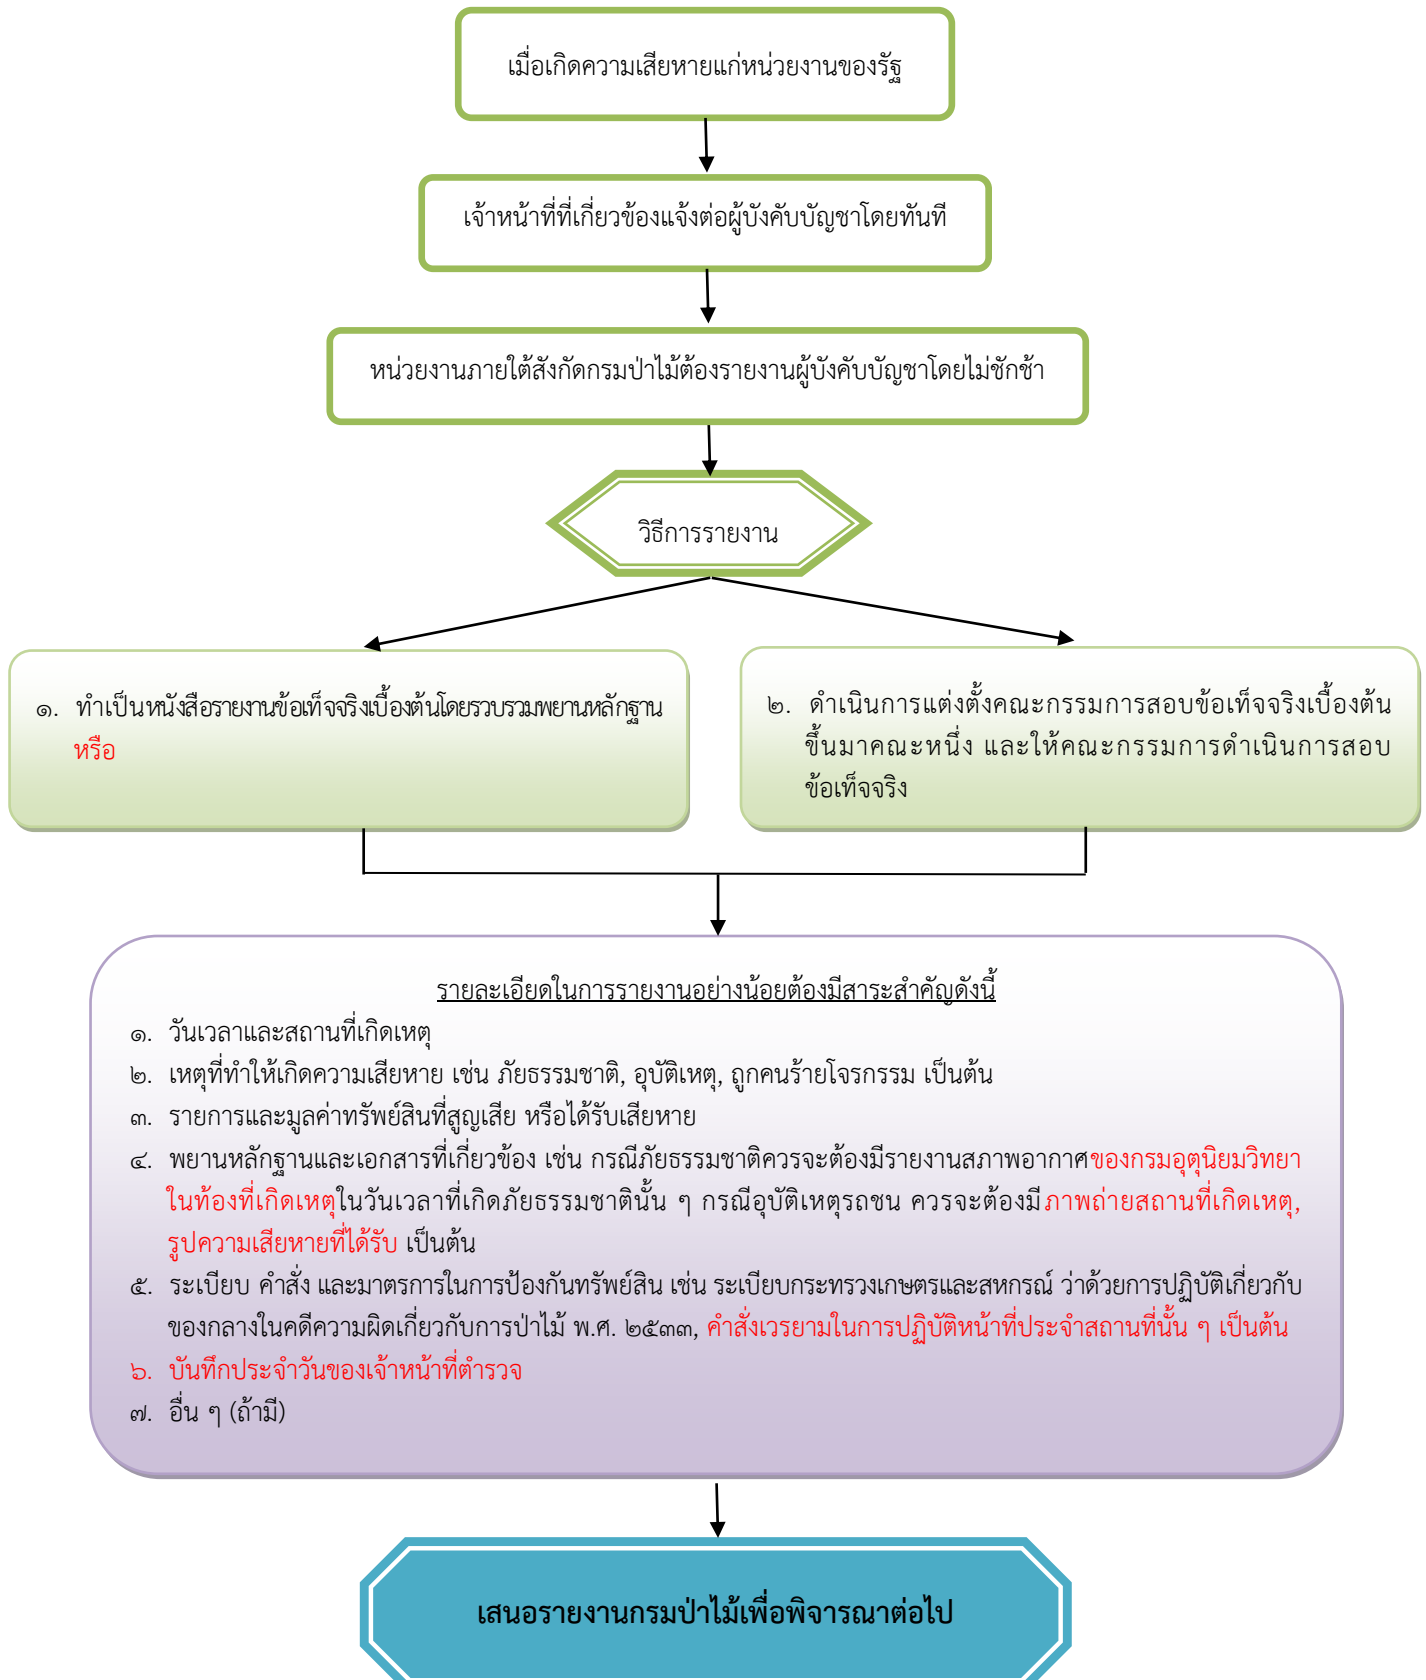 เมื่อเกิดความเสียหายแก่หน่วยงานของรัฐ
เจ้าหน้าที่ที่เกี่ยวข้องแจ้งต่อผู้บังคับบัญชาโดยทันที
หน่วยงานภายใต้สังกัดกรมป่าไม้ต้องรายงานผู้บังคับบัญชาโดยไม่ชักช้า
วิธีการรายงาน
๑. ทำเป็นหนังสือรายงานข้อเท็จจริงเบื้องต้นโดยรวบรวมพยานหลักฐาน
หรือ
๒. ดำเนินการแต่งตั้งคณะกรรมการสอบข้อเท็จจริงเบื้องต้น
ขึ้นมาคณะหนึ่ง และให้คณะกรรมการดำเนินการสอบ
ข้อเท็จจริง
รายละเอียดในการรายงานอย่างน้อยต้องมีสาระสำคัญดังนี้
๑. วันเวลาและสถานที่เกิดเหตุ
๒. เหตุที่ทำให้เกิดความเสียหาย เช่น ภัยธรรมชาติ, อุบัติเหตุ, ถูกคนร้ายโจรกรรม เป็นต้น
๓. รายการและมูลค่าทรัพย์สินที่สูญเสีย หรือได้รับเสียหาย
๔. พยานหลักฐานและเอกสารที่เกี่ยวข้อง เช่น กรณีภัยธรรมชาติควรจะต้องมีรายงานสภาพอากาศของกรมอุตุนิยมวิทยา
ในท้องที่เกิดเหตุในวันเวลาที่เกิดภัยธรรมชาตินั้น ๆ กรณีอุบัติเหตุรถชน ควรจะต้องมีภาพถ่ายสถานที่เกิดเหตุ,
รูปความเสียหายที่ได้รับ เป็นต้น
๕. ระเบียบ คำสั่ง และมาตรการในการป้องกันทรัพย์สิน เช่น ระเบียบกระทรวงเกษตรและสหกรณ์ ว่าด้วยการปฏิบัติเกี่ยวกับ
ของกลางในคดีความผิดเกี่ยวกับการป่าไม้ พ.ศ. ๒๕๓๓, คำสั่งเวรยามในการปฏิบัติหน้าที่ประจำสถานที่นั้น ๆ เป็นต้น
๖. บันทึกประจำวันของเจ้าหน้าที่ตำรวจ
๗. อื่น ๆ (ถ้ามี)
เสนอรายงานกรมป่าไม้เพื่อพิจารณาต่อไป